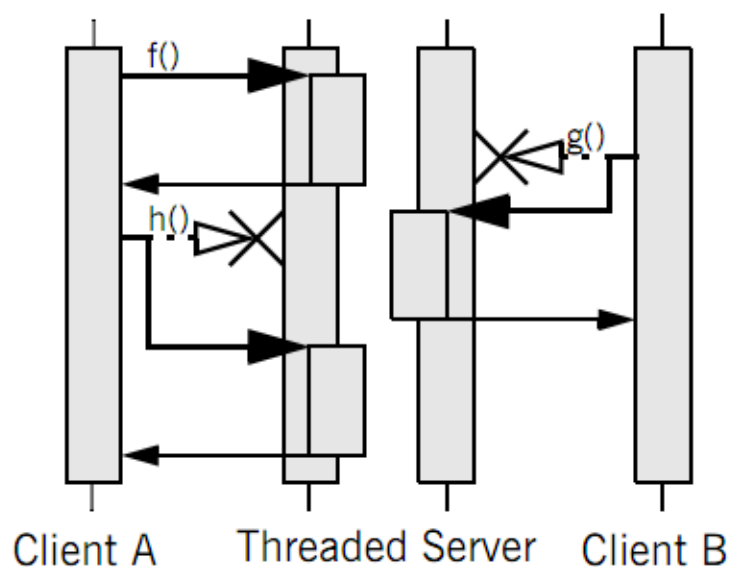 f()
g()
h()
Client A Threaded Server Client B